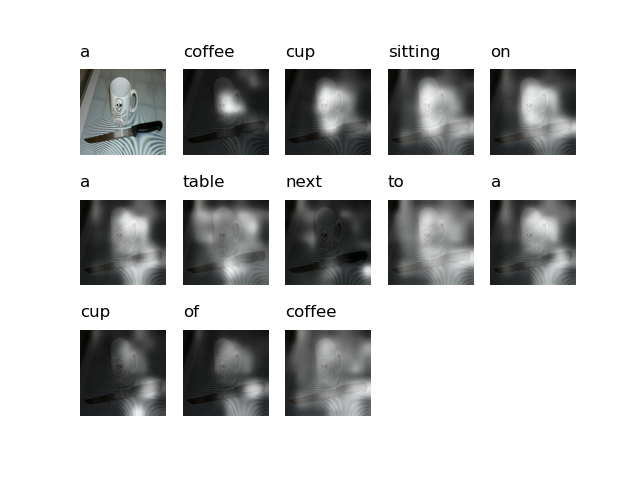 a coffee cup sitting on
a table next to a
cup of coffee